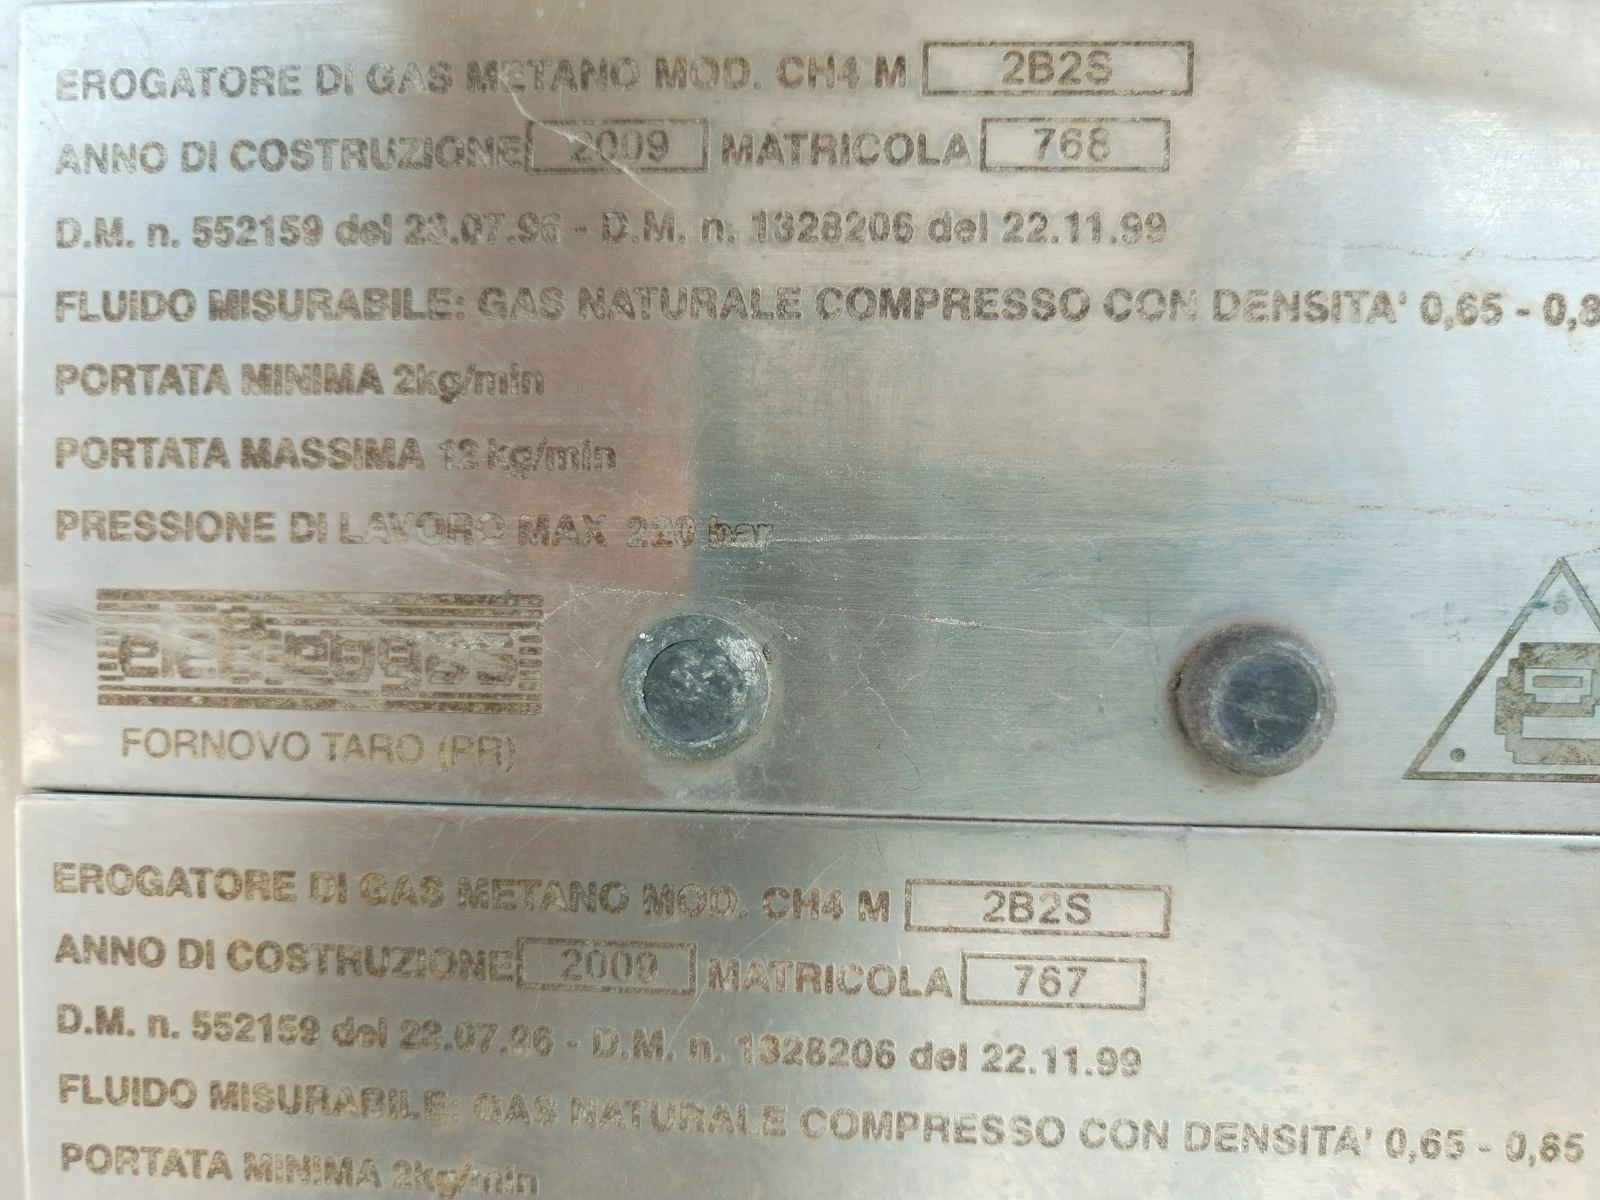 EROGATORE DI GAS METANO MOD. CH4 M 2B2S
ANNO DI COSTRUZIONE 2009 MATRICOLA 768
D.M. n. 552159 del 23.07.96 - D.M. n. 1328206 del 22.11.99
FLUIDO MISURABILE: GAS NATURALE COMPRESSO CON DENSITA' 0,65 - 0,8
PORTATA MINIMA 2kg/min
PORTATA MASSIMA 12 kg/min
PRESSIONE DI LAVORO MAX 220 bar
FORNOVO TARO (PR)
EROGATORE DI GAS METANO MOD. CH4 M 2B2S
ANNO DI COSTRUZIONE 2009 MATRICOLA 767
D.M. n. 552159 del 23.07.96 - D.M. n. 1328206 del 22.11.99
FLUIDO MISURABILE: GAS NATURALE COMPRESSO CON DENSITA' 0,65 - 0,85
PORTATA MINIMA 2kg/min